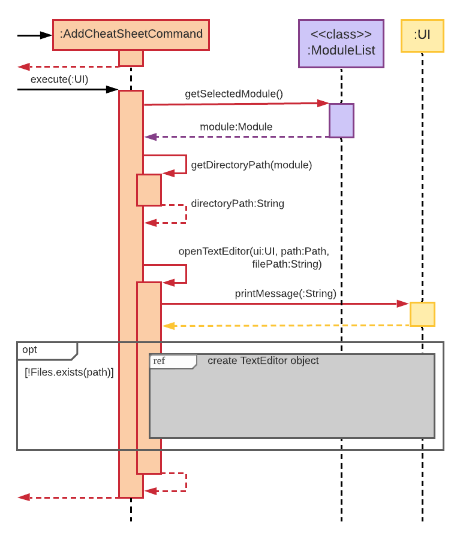 :AddCheatSheetCommand
<<class>>
:ModuleList
:UI
execute(:UI)
getSelectedModule()
module:Module
getDirectoryPath(module)
directoryPath:String
openTextEditor(ui:UI, path:Path,
filePath:String)
printMessage(:String)
opt
[!Files.exists(path)]
ref
create TextEditor object